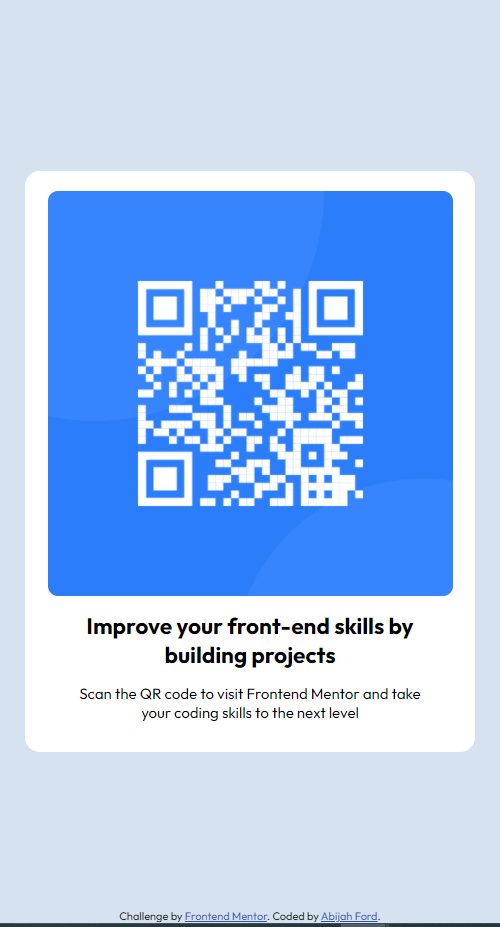 Improve your front-end skills by
building projects
Scan the QR code to visit Frontend Mentor and take
your coding skills to the next level
Challenge by Frontend Mentor. Coded by Abijah Ford.